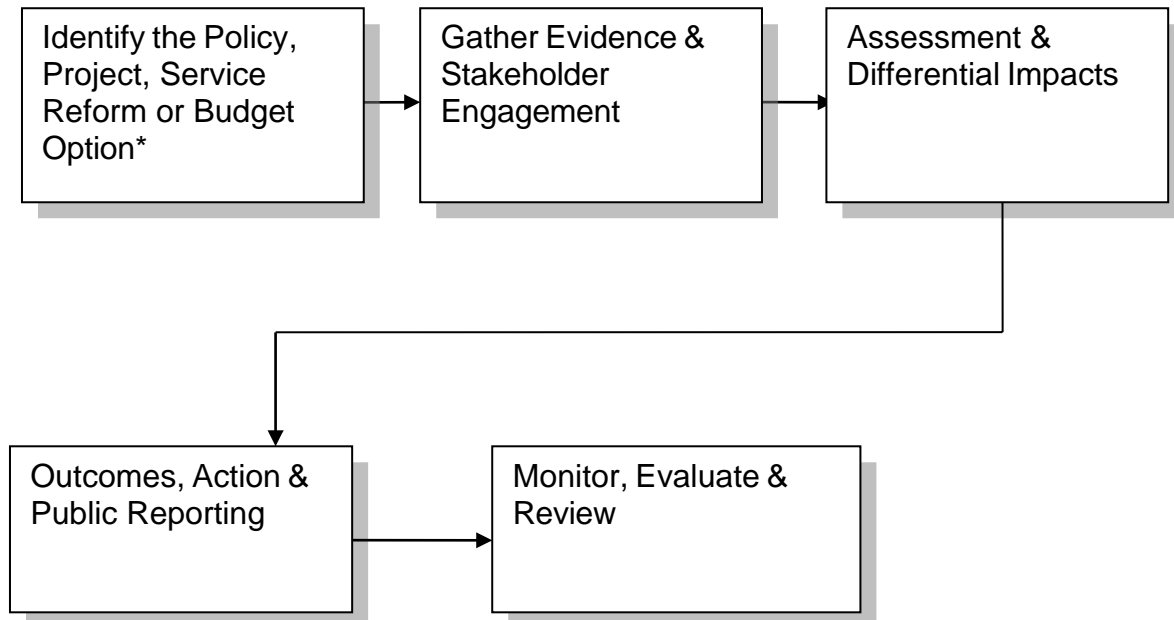 Identify the Policy,
Project, Service
Reform or Budget
Option*
Gather Evidence &
Stakeholder
Engagement
Assessment &
Differential Impacts
Outcomes, Action &
Public Reporting
Monitor, Evaluate &
Review